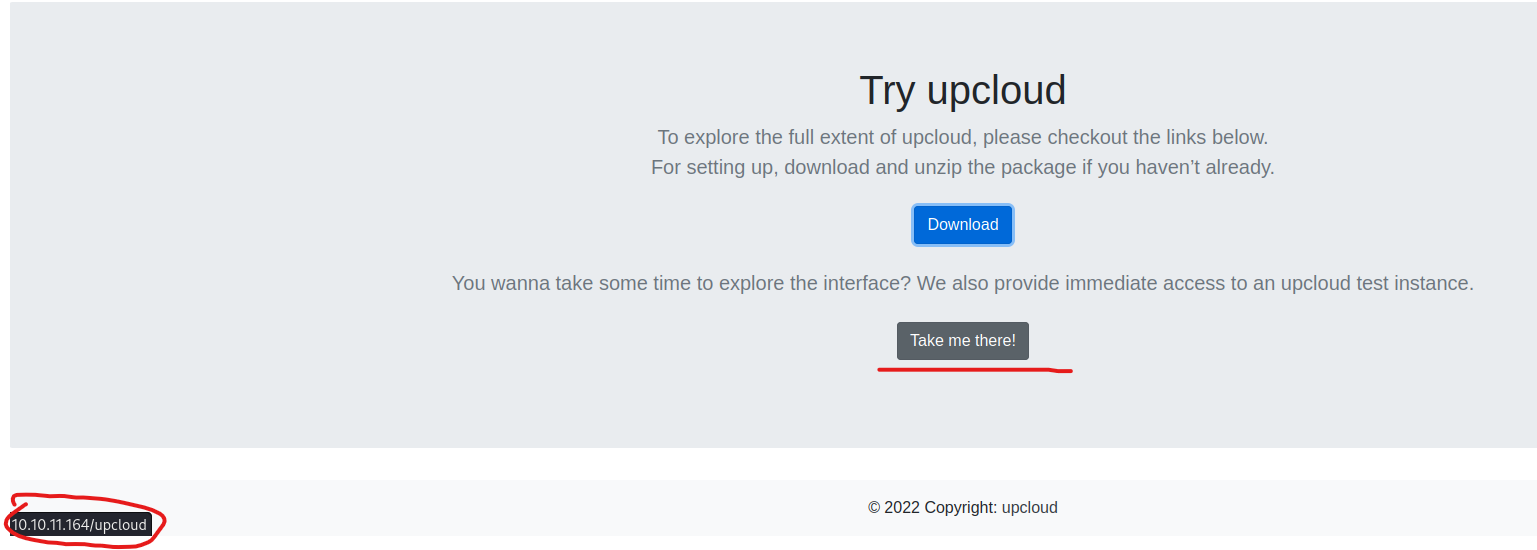 Try upcloud
To explore the full extent of upcloud, please checkout the links below.
For setting up, download and unzip the package if you haven’t already.
Download
You wanna take some time to explore the interface? We also provide immediate access to an upcloud test instance.
Take me there!
© 2022 Copyright: upcloud
10.10.11.164/upcloud